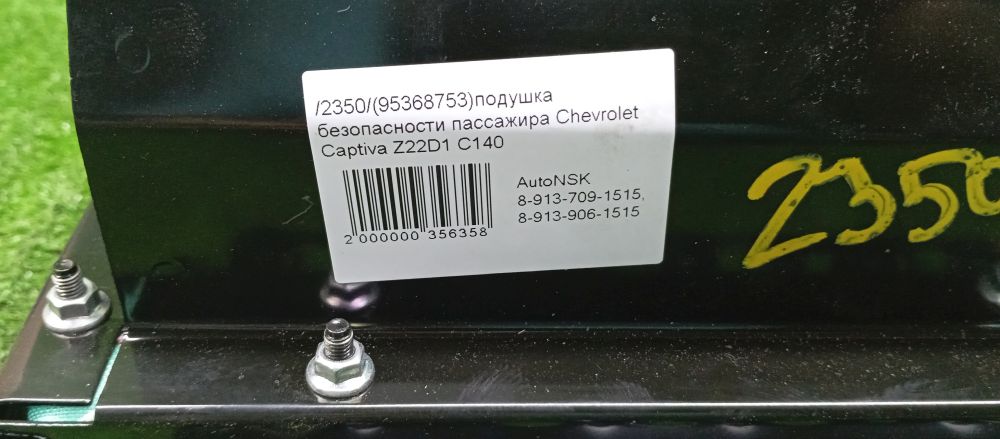 /2350/(95368753)подушка
безопасности пассажира Chevrolet
Captiva Z22D1 C140
AutoNSK
8-913-709-1515,
8-913-906-1515
2 000000 356358
2350